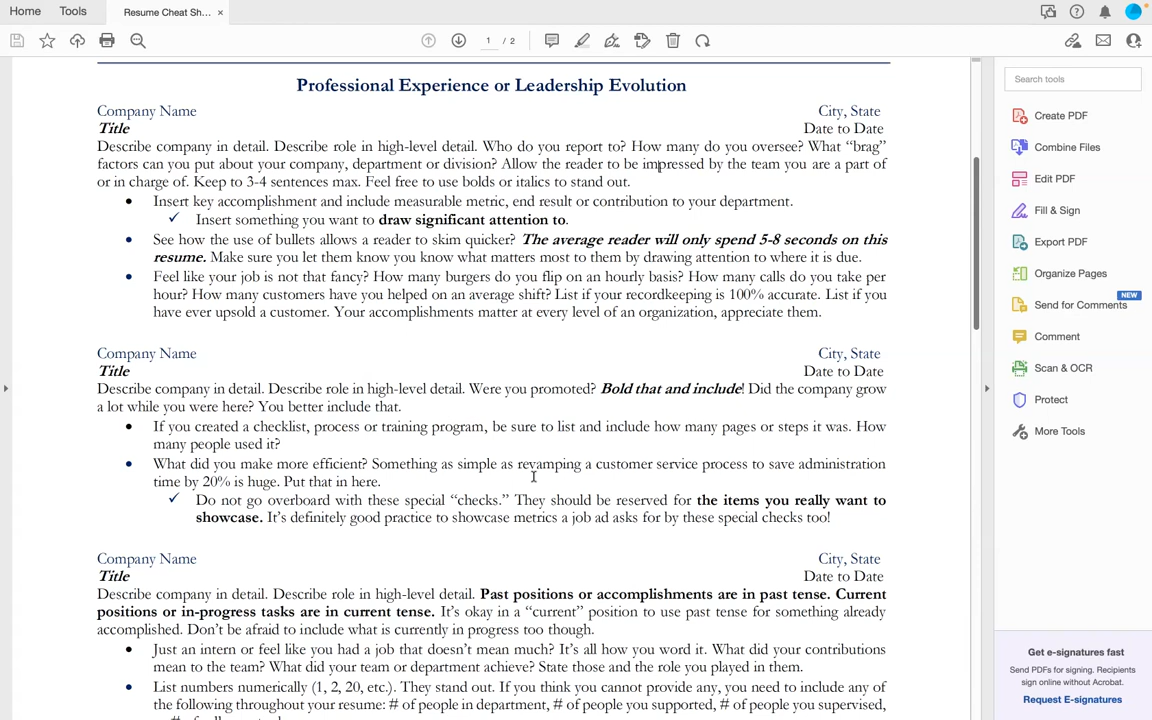 Home Tools Resume Cheat Sh... ×
1 / 2
Search tools
Professional Experience or Leadership Evolution
Company Name City, State
Title Date to Date
Describe company in detail. Describe role in high-level detail. Who do you report to? How many do you oversee? What “brag”
factors can you put about your company, department or division? Allow the reader to be impressed by the team you are a part of
or in charge of. Keep to 3-4 sentences max. Feel free to use bolds or italics to stand out.
• Insert key accomplishment and include measurable metric, end result or contribution to your department.
✓ Insert something you want to draw significant attention to.
• See how the use of bullets allows a reader to skim quicker? The average reader will only spend 5-8 seconds on this
resume. Make sure you let them know you know what matters most to them by drawing attention to where it is due.
• Feel like your job is not that fancy? How many burgers do you flip on an hourly basis? How many calls do you take per
hour? How many customers have you helped on an average shift? List if your recordkeeping is 100% accurate. List if you
have ever upsold a customer. Your accomplishments matter at every level of an organization, appreciate them.
Company Name City, State
Title Date to Date
Describe company in detail. Describe role in high-level detail. Were you promoted? Bold that and include! Did the company grow
a lot while you were here? You better include that.
• If you created a checklist, process or training program, be sure to list and include how many pages or steps it was. How
many people used it?
• What did you make more efficient? Something as simple as revamping a customer service process to save administration
time by 20% is huge. Put that in here.
✓ Do not go overboard with these special “checks.” They should be reserved for the items you really want to
showcase. It’s definitely good practice to showcase metrics a job ad asks for by these special checks too!
Company Name City, State
Title Date to Date
Describe company in detail. Describe role in high-level detail. Past positions or accomplishments are in past tense. Current
positions or in-progress tasks are in current tense. It’s okay in a “current” position to use past tense for something already
accomplished. Don’t be afraid to include what is currently in progress too though.
• Just an intern or feel like you had a job that doesn’t mean much? It’s all how you word it. What did your contributions
mean to the team? What did your team or department achieve? State those and the role you played in them.
• List numbers numerically (1, 2, 20, etc.). They stand out. If you think you cannot provide any, you need to include any of
the following throughout your resume: # of people in department, # of people you supported, # of people you supervised,
Create PDF
Combine Files
Edit PDF
Fill & Sign
Export PDF
Organize Pages
NEW
Send for Comments
Comment
Scan & OCR
Protect
More Tools
Get e-signatures fast
Send PDFs for signing. Recipients
sign online without Acrobat.
Request E-signatures